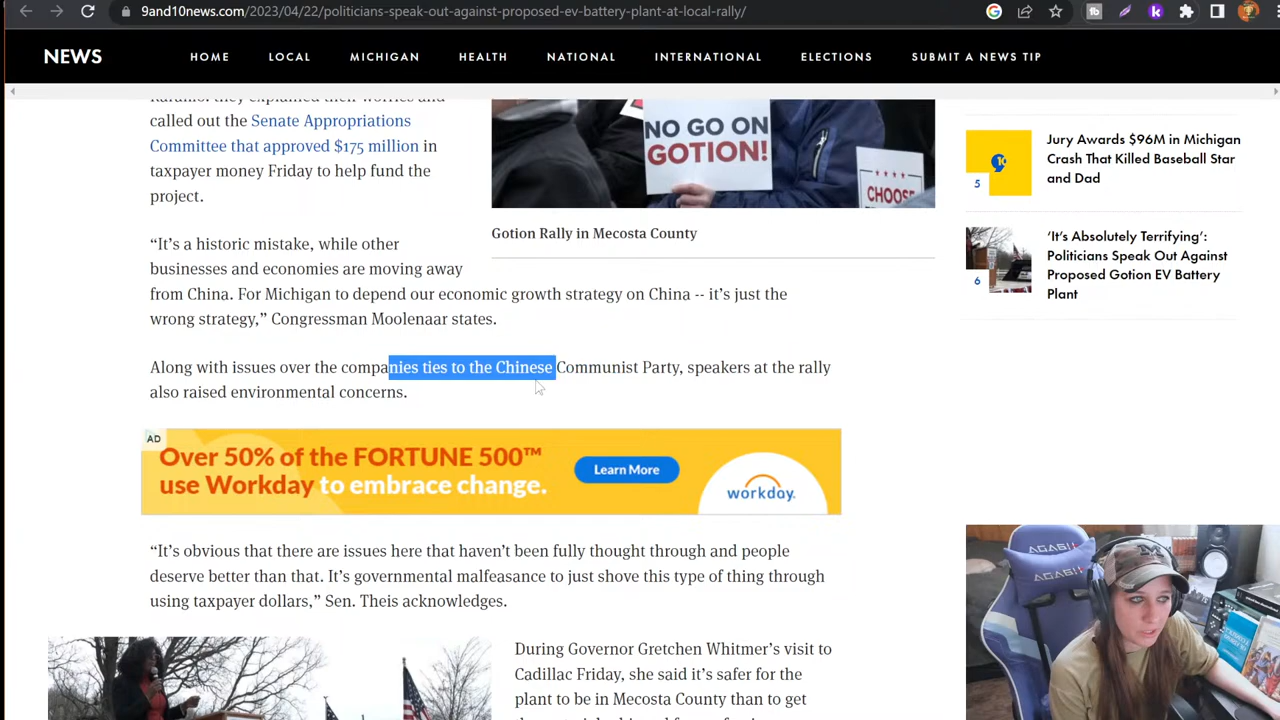 9and10news.com/2023/04/22/politicians-speak-out-against-proposed-ev-battery-plant-at-local-rally/
NEWS
HOME
LOCAL
MICHIGAN
HEALTH
NATIONAL
INTERNATIONAL
ELECTIONS
SUBMIT A NEWS TIP
they explained their worries and
called out the Senate Appropriations
Committee that approved $175 million in
taxpayer money Friday to help fund the
project.
NO GO ON
GOTION!
CHOOSE
Gotion Rally in Mecosta County
“It’s a historic mistake, while other
businesses and economies are moving away
from China. For Michigan to depend our economic growth strategy on China -- it’s just the
wrong strategy,” Congressman Moolenaar states.
Along with issues over the companies ties to the Chinese Communist Party, speakers at the rally
also raised environmental concerns.
AD
Over 50% of the FORTUNE 500™
use Workday to embrace change.
Learn More
workday.
“It’s obvious that there are issues here that haven’t been fully thought through and people
deserve better than that. It’s governmental malfeasance to just shove this type of thing through
using taxpayer dollars,” Sen. Theis acknowledges.
During Governor Gretchen Whitmer’s visit to
Cadillac Friday, she said it’s safer for the
plant to be in Mecosta County than to get
5
Jury Awards $96M in Michigan
Crash That Killed Baseball Star
and Dad
6
‘It’s Absolutely Terrifying’:
Politicians Speak Out Against
Proposed Gotion EV Battery
Plant